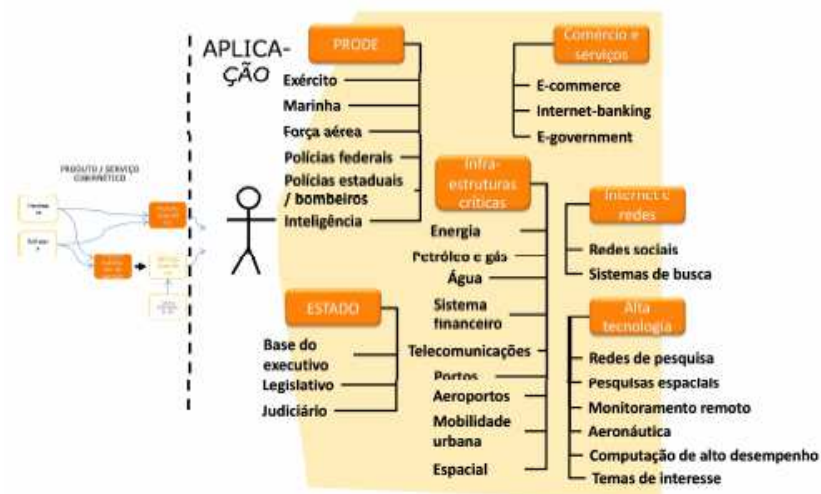 APLICA-
ÇÃO
PRODE
Exército
Marinha
Força aérea
Polícias federais
Polícias estaduais
/ bombeiros
Inteligência
Comércio e
serviços
E-commerce
Internet-banking
E-government
PRODUTO / SERVIÇO
CIBERNÉTICO
Infra-
estruturas
críticas
Energia
Petróleo e gás
Água
Sistema
financeiro
Telecomunicações
Portos
Aeroportos
Mobilidade
urbana
Espacial
Internet e
redes
Redes sociais
Sistemas de busca
ESTADO
Base do
executivo
Legislativo
Judiciário
Alta
tecnologia
Redes de pesquisa
Pesquisas espaciais
Monitoramento remoto
Aeronáutica
Computação de alto desempenho
Temas de interesse